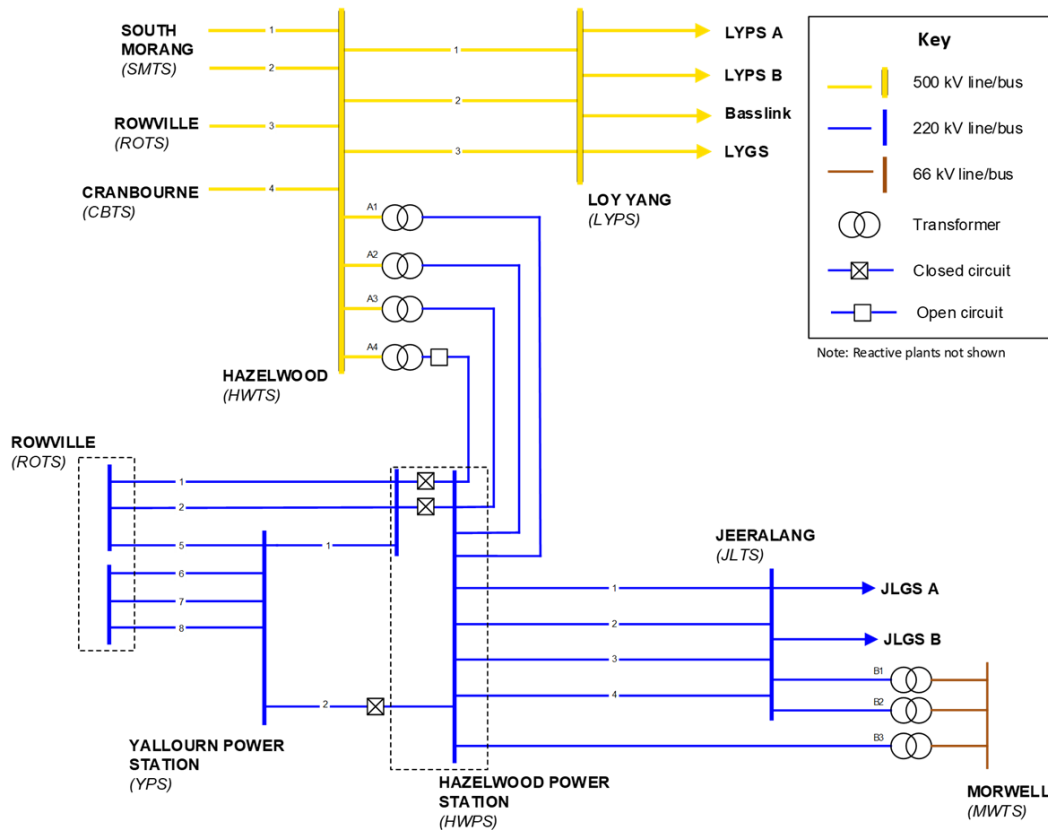 SOUTH
MORANG
(SMTS)
1
2
ROWVILLE
(ROTS)
3
CRANBOURNE
(CBTS)
4
1
2
3
LYPS A
LYPS B
Basslink
LYGS
LOY YANG
(LYPS)
A1
A2
A3
A4
HAZELWOOD
(HWTS)
Key
500 kV line/bus
220 kV line/bus
66 kV line/bus
Transformer
Closed circuit
Open circuit
Note: Reactive plants not shown
ROWVILLE
(ROTS)
1
2
5
1
6
7
8
2
YALLOURN POWER
STATION
(YPS)
HAZELWOOD POWER
STATION
(HWPS)
1
2
3
4
JEERALANG
(JLTS)
JLGS A
JLGS B
B1
B2
B3
MORWELL
(MWTS)